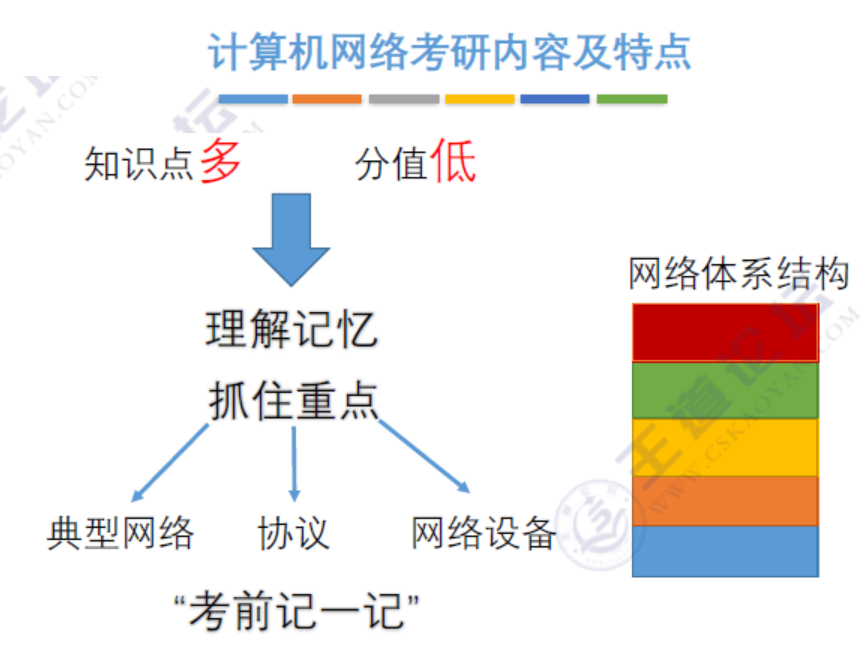 计算机网络考研内容及特点
知识点多 分值低
网络体系结构
理解记忆
抓住重点
典型网络 协议 网络设备
“考前记一记”
王道论坛
WWW.CSKAOYAN.COM